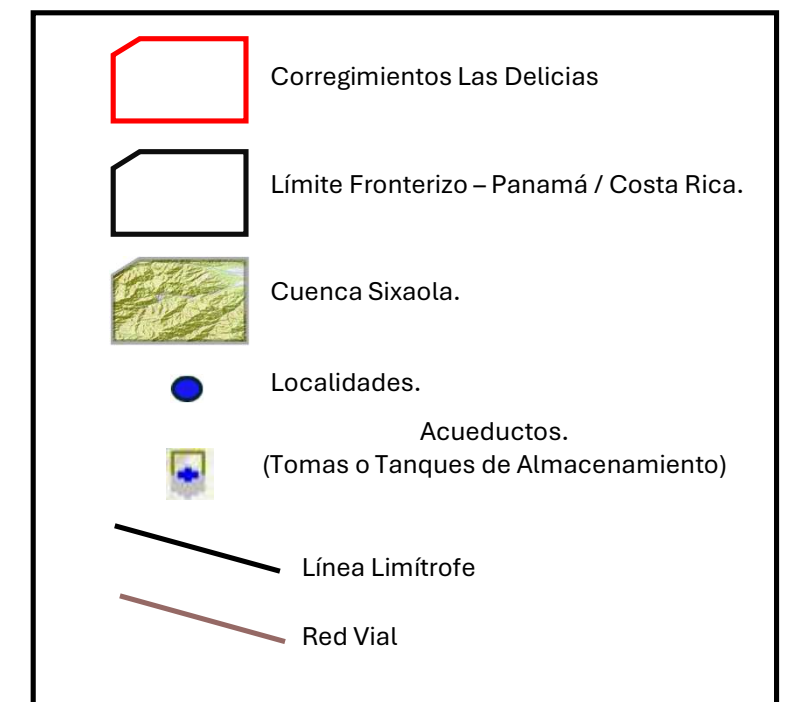 Corregimientos Las Delicias
Límite Fronterizo – Panamá / Costa Rica.
Cuenca Sixaola.
Localidades.
Acueductos.
(Tomas o Tanques de Almacenamiento)
Línea Limítrofe
Red Vial